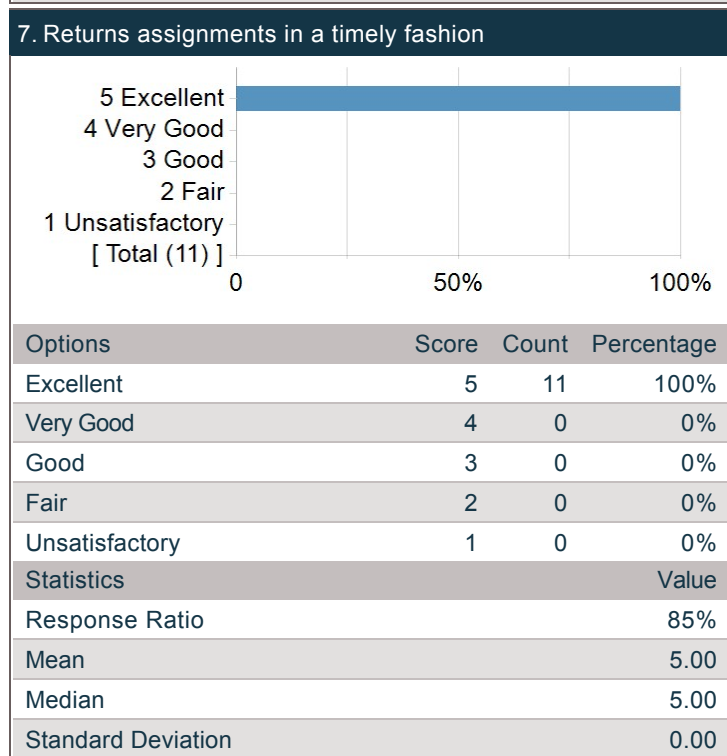 7. Returns assignments in a timely fashion
5 Excellent
4 Very Good
3 Good
2 Fair
1 Unsatisfactory
[ Total (11) ]
0 50% 100%
Options Score Count Percentage
Excellent 5 11 100%
Very Good 4 0 0%
Good 3 0 0%
Fair 2 0 0%
Unsatisfactory 1 0 0%
Statistics Value
Response Ratio 85%
Mean 5.00
Median 5.00
Standard Deviation 0.00